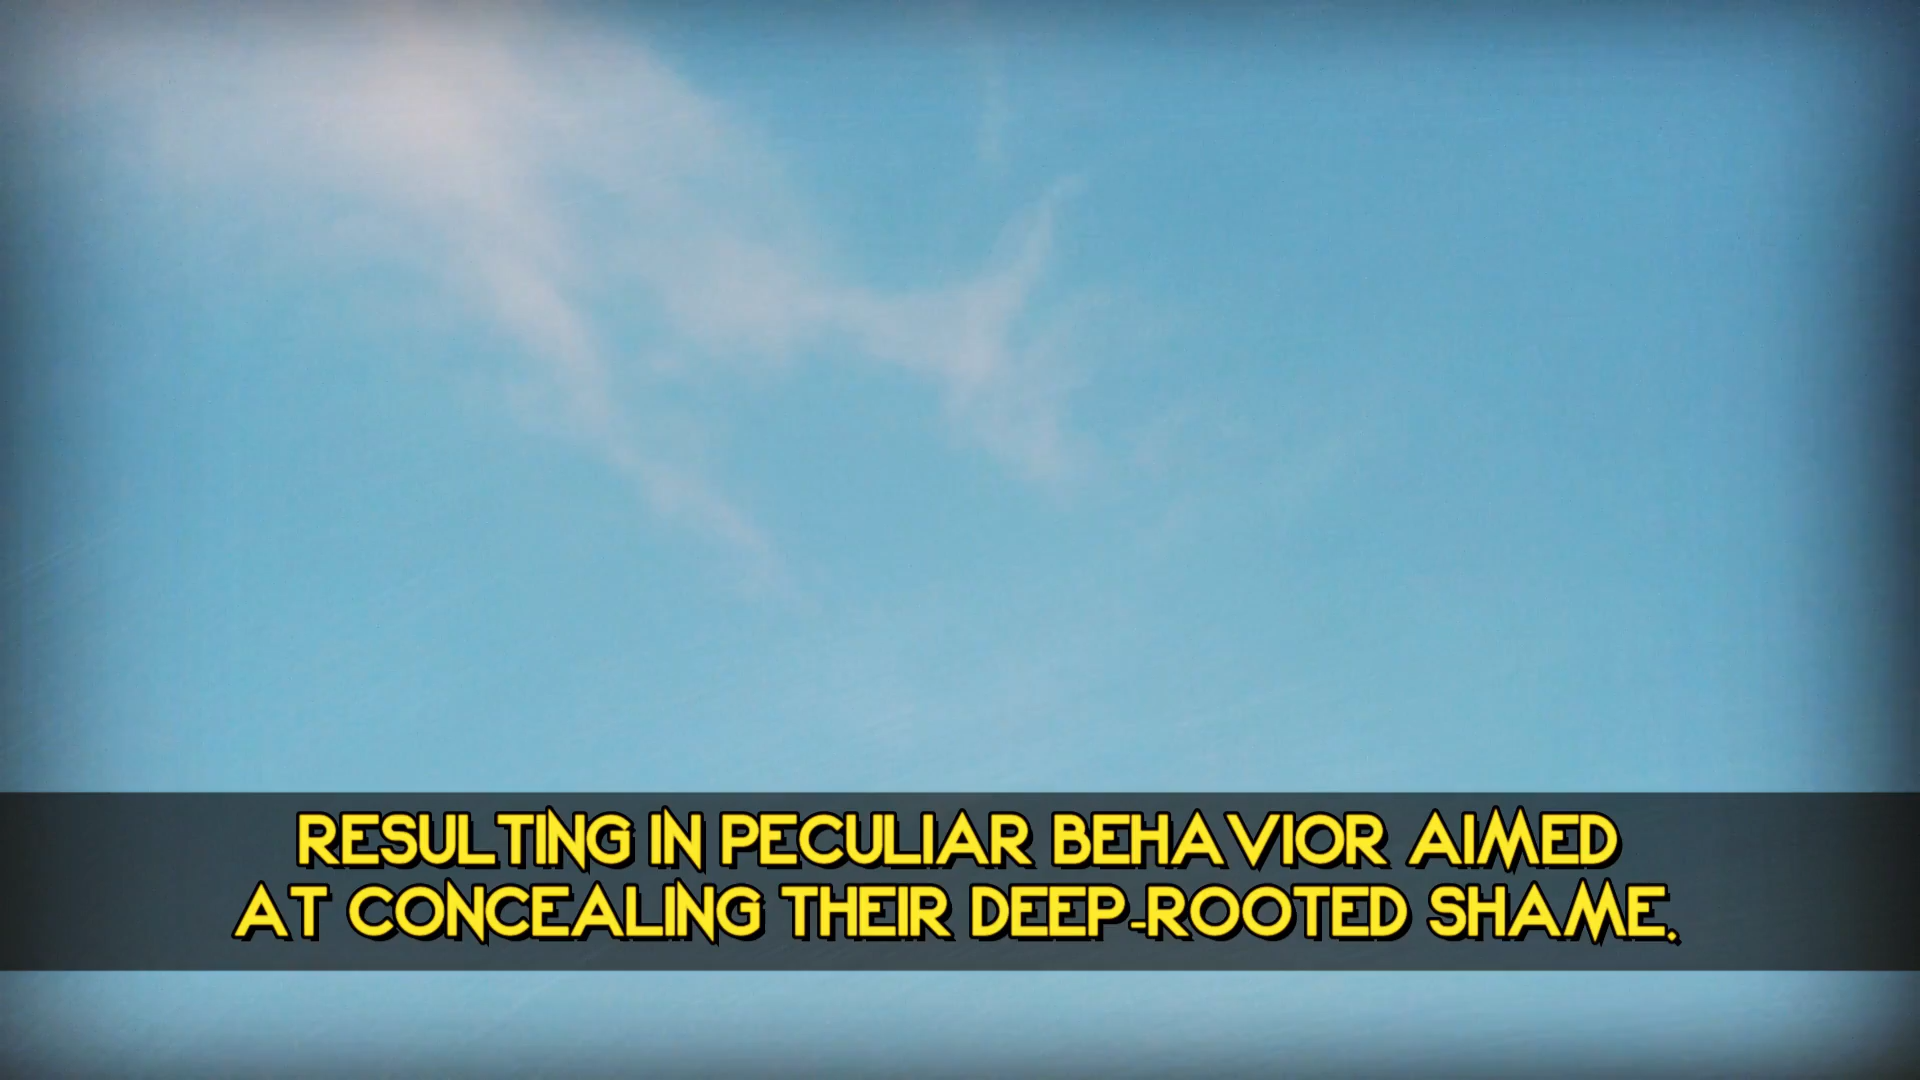 RESULTING IN PECULIAR BEHAVIOR AIMED
AT CONCEALING THEIR DEEP-ROOTED SHAME.